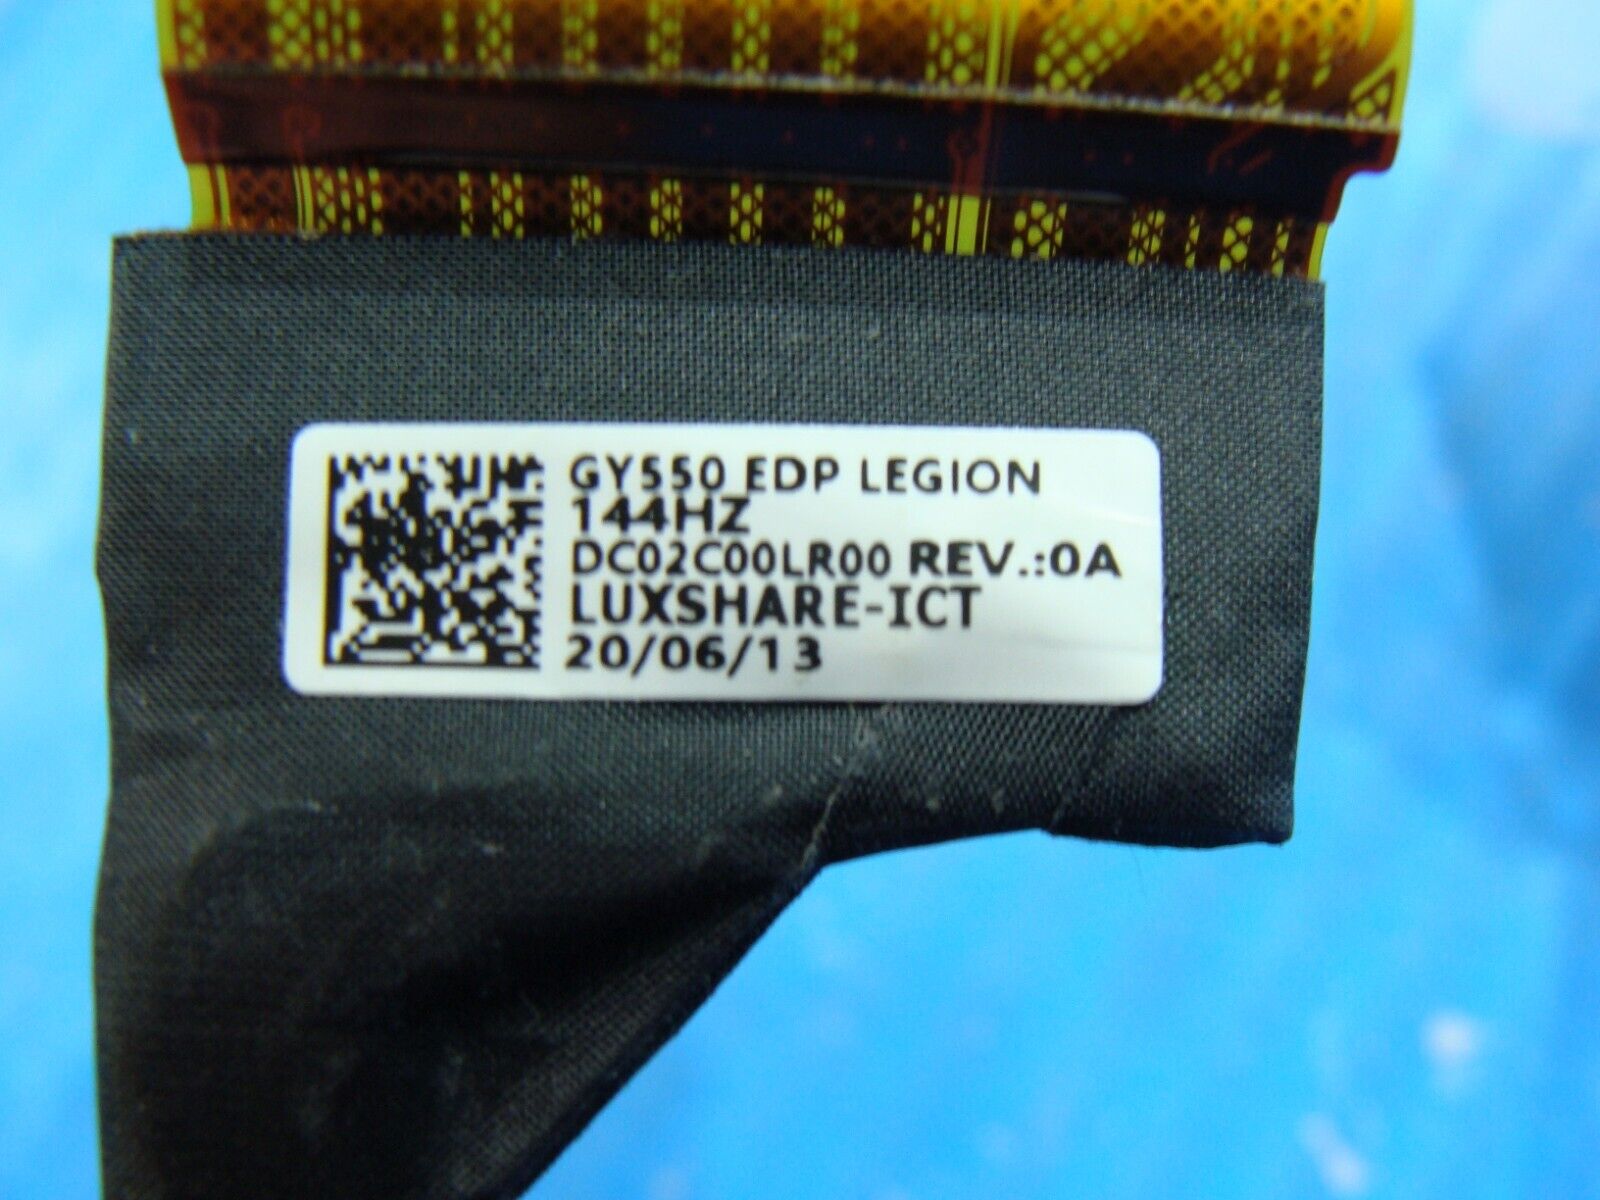 GY550 EDP LEGION
144HZ
DC02C00LR00 REV.:0A
LUXSHARE-ICT
20/06/13